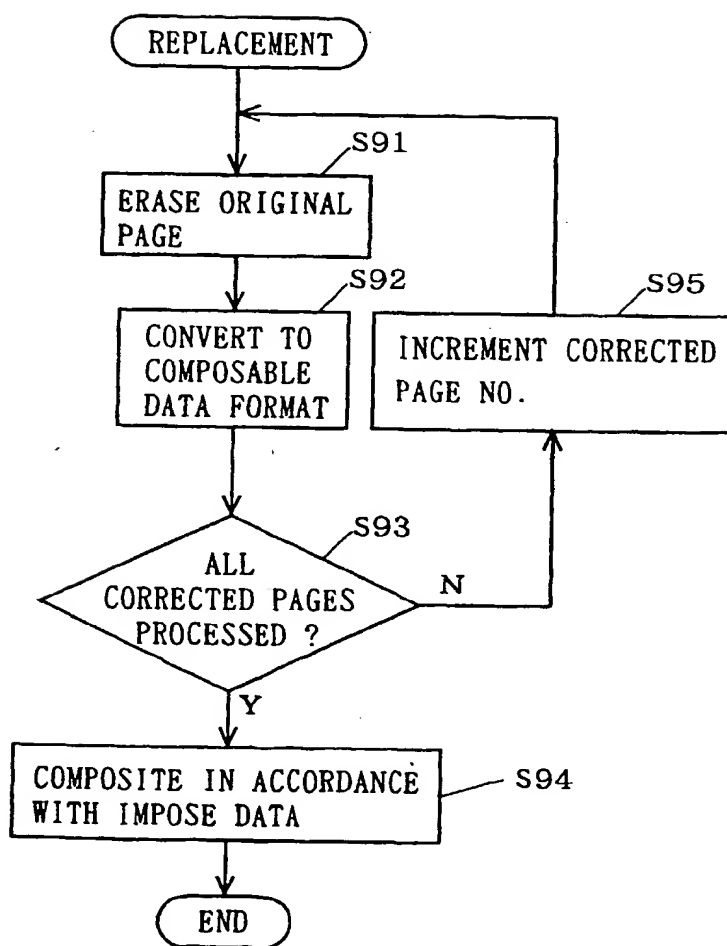 REPLACEMENT
S91
ERASE ORIGINAL
PAGE
S92
CONVERT TO
COMPOSABLE
DATA FORMAT
S95
INCREMENT CORRECTED
PAGE NO.
S93
ALL
CORRECTED PAGES
PROCESSED ?
N
Y
S94
COMPOSITE IN ACCORDANCE
WITH IMPOSE DATA
END